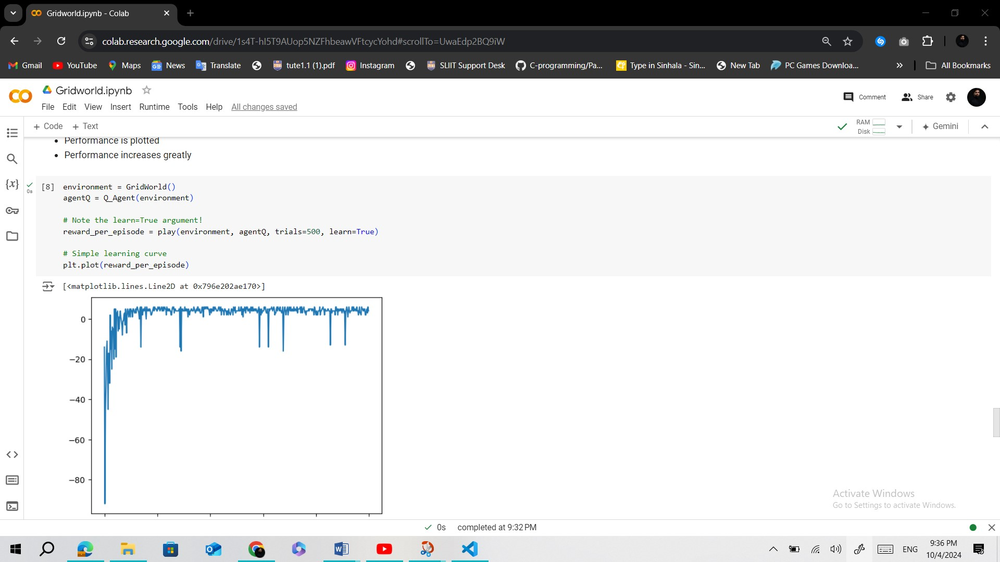 Gridworld.ipynb - Colab
colab.research.google.com/drive/1s4T-hI5T9AUop5NZFhbeawVFtcycYohd#scrollTo=UwaEdp2BQ9iW
Gmail YouTube Maps News Translate tute1.1 (1).pdf Instagram SLIIT Support Desk C-programming/Pa... Type in Sinhala - Sin... New Tab PC Games Downloa... » All Bookmarks
Gridworld.ipynb
Comment Share
File Edit View Insert Runtime Tools Help All changes saved
+ Code + Text
RAM
Disk
Gemini
• Performance is plotted
• Performance increases greatly
[8] environment = GridWorld()
0s
agentQ = Q_Agent(environment)
# Note the learn=True argument!
reward_per_episode = play(environment, agentQ, trials=500, learn=True)
# Simple learning curve
plt.plot(reward_per_episode)
[<matplotlib.lines.Line2D at 0x796e202ae170>]
0
−20
−40
−60
−80
Activate Windows
Go to Settings to activate Windows.
0s completed at 9:32 PM
ENG
9:36 PM
10/4/2024